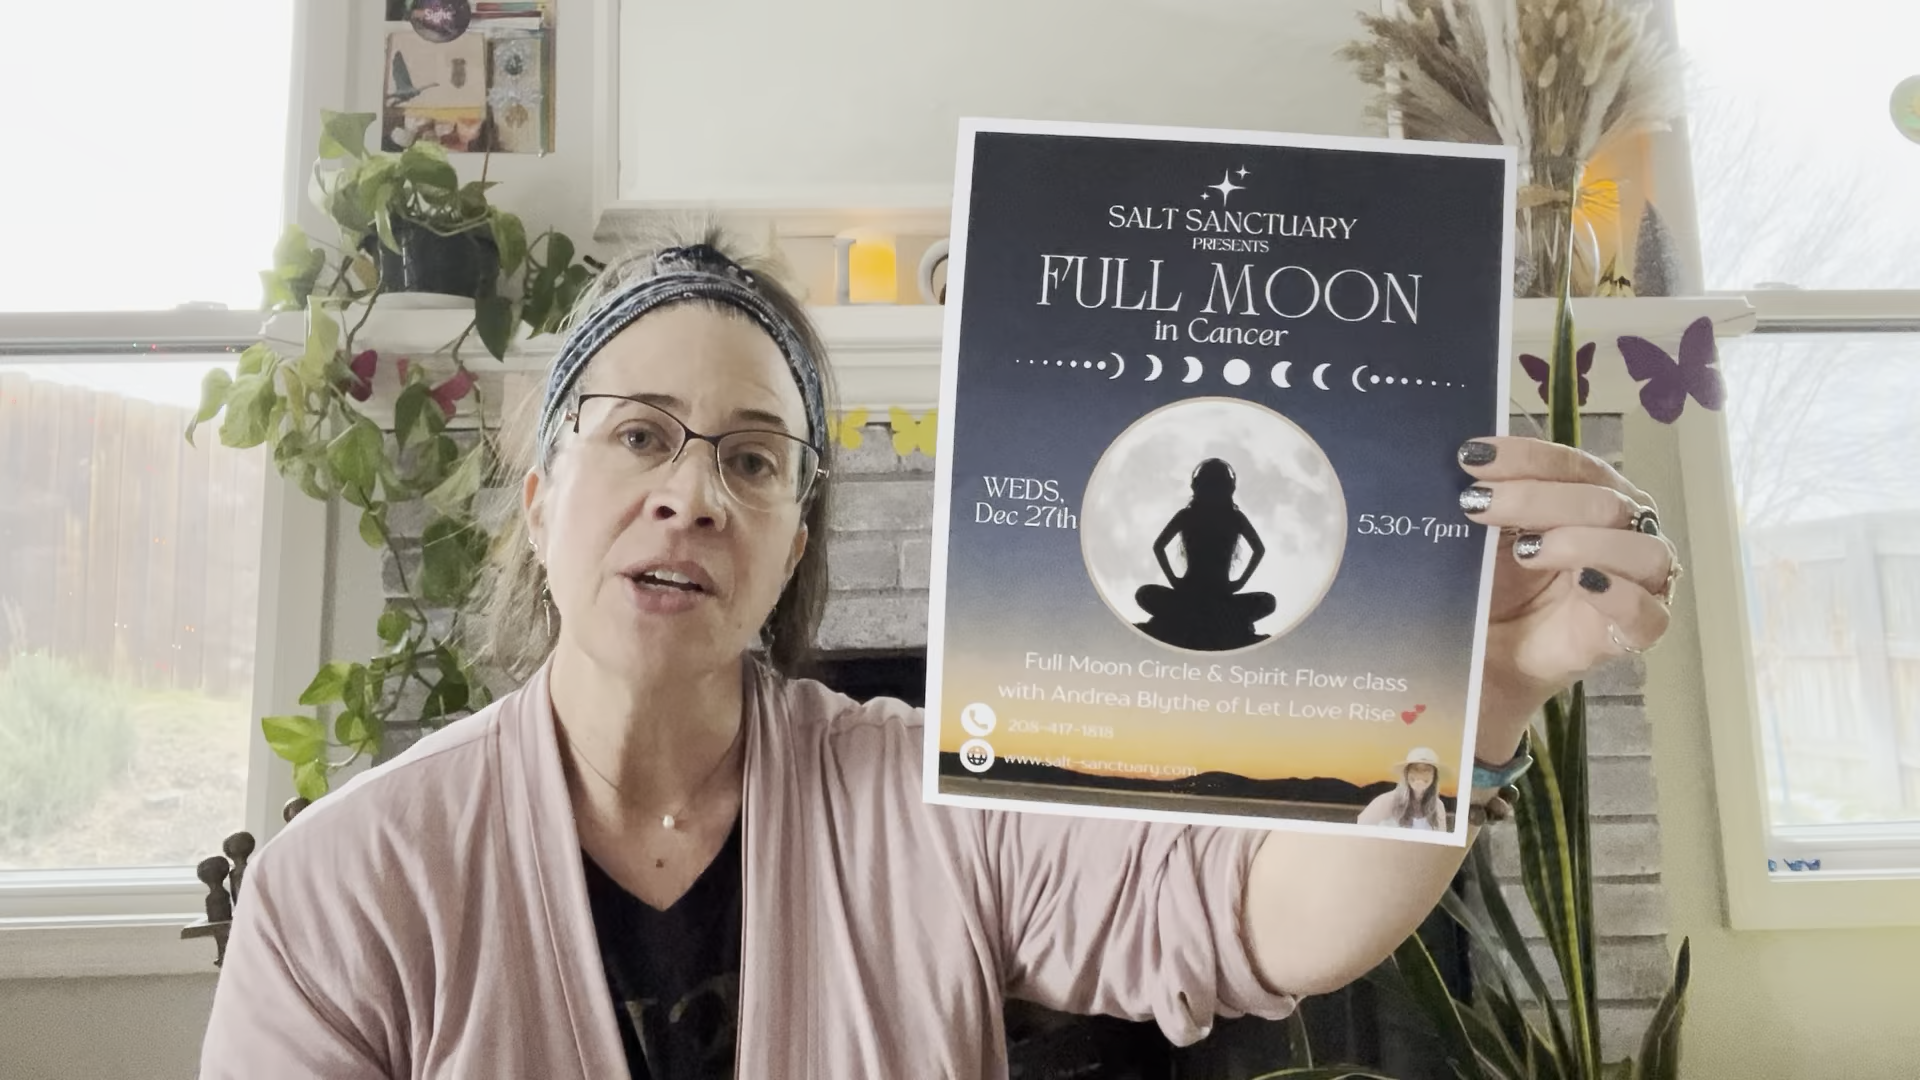 Sight
SALT SANCTUARY
PRESENTS
FULL MOON
in Cancer
WEDS,
Dec 27th
5:30-7pm
Full Moon Circle & Spirit Flow class
with Andrea Blythe of Let Love Rise
208-417-1818
www.salt-sanctuary.com